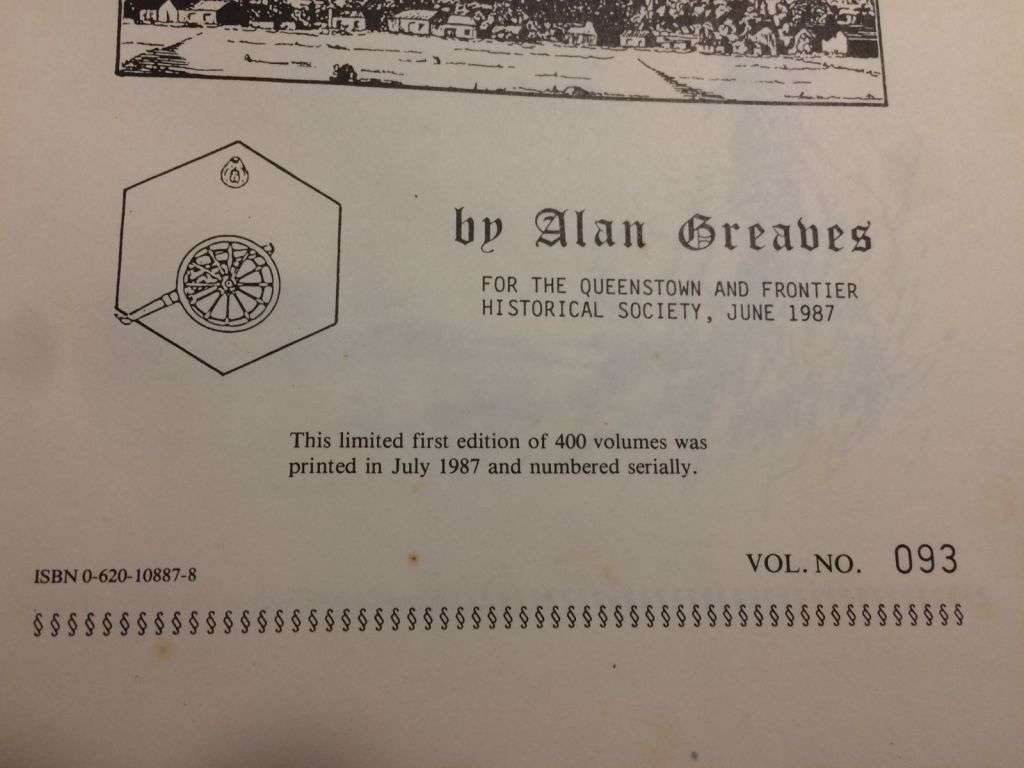 by Alan Greaves
FOR THE QUEENSTOWN AND FRONTIER
HISTORICAL SOCIETY, JUNE 1987
This limited first edition of 400 volumes was
printed in July 1987 and numbered serially.
ISBN 0-620-10887-8
VOL. NO. 093